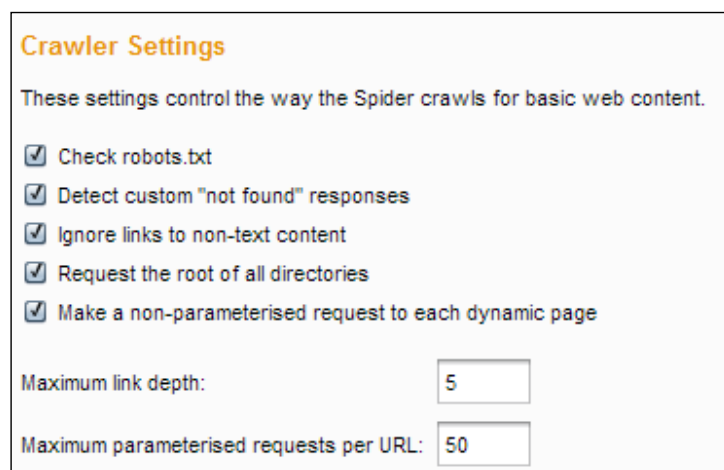 Crawler Settings
These settings control the way the Spider crawls for basic web content.
Check robots.txt
Detect custom "not found" responses
Ignore links to non-text content
Request the root of all directories
Make a non-parameterised request to each dynamic page
Maximum link depth: 5
Maximum parameterised requests per URL: 50